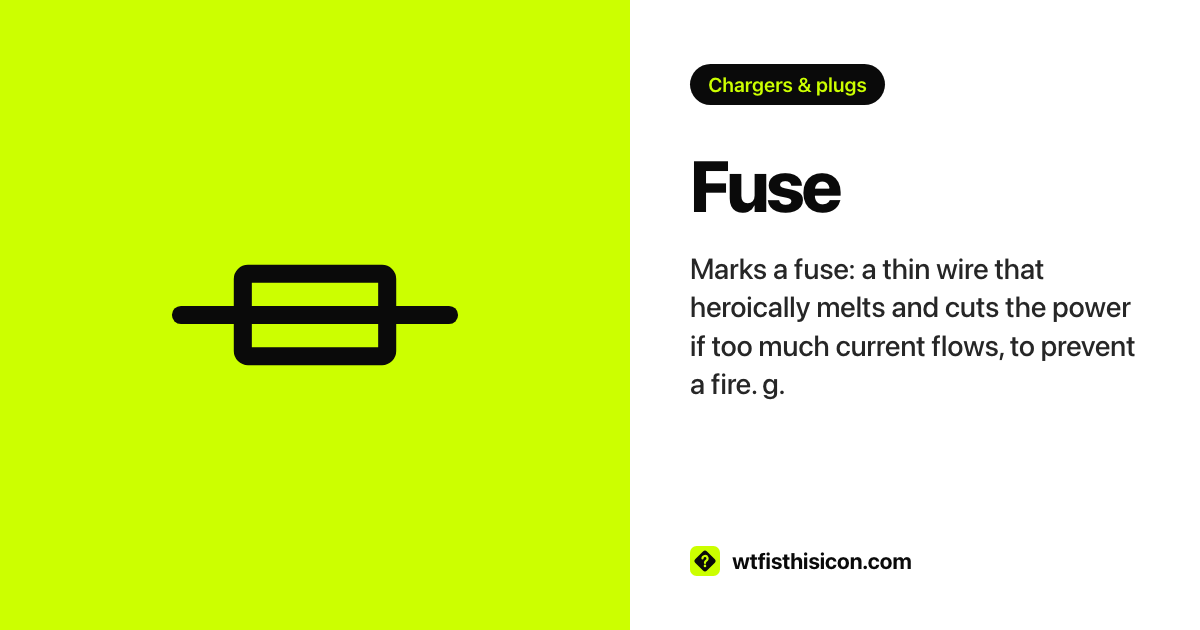 Chargers & plugs
Fuse
Marks a fuse: a thin wire that
heroically melts and cuts the power
if too much current flows, to prevent
a fire. g.
?
wtfisthisicon.com